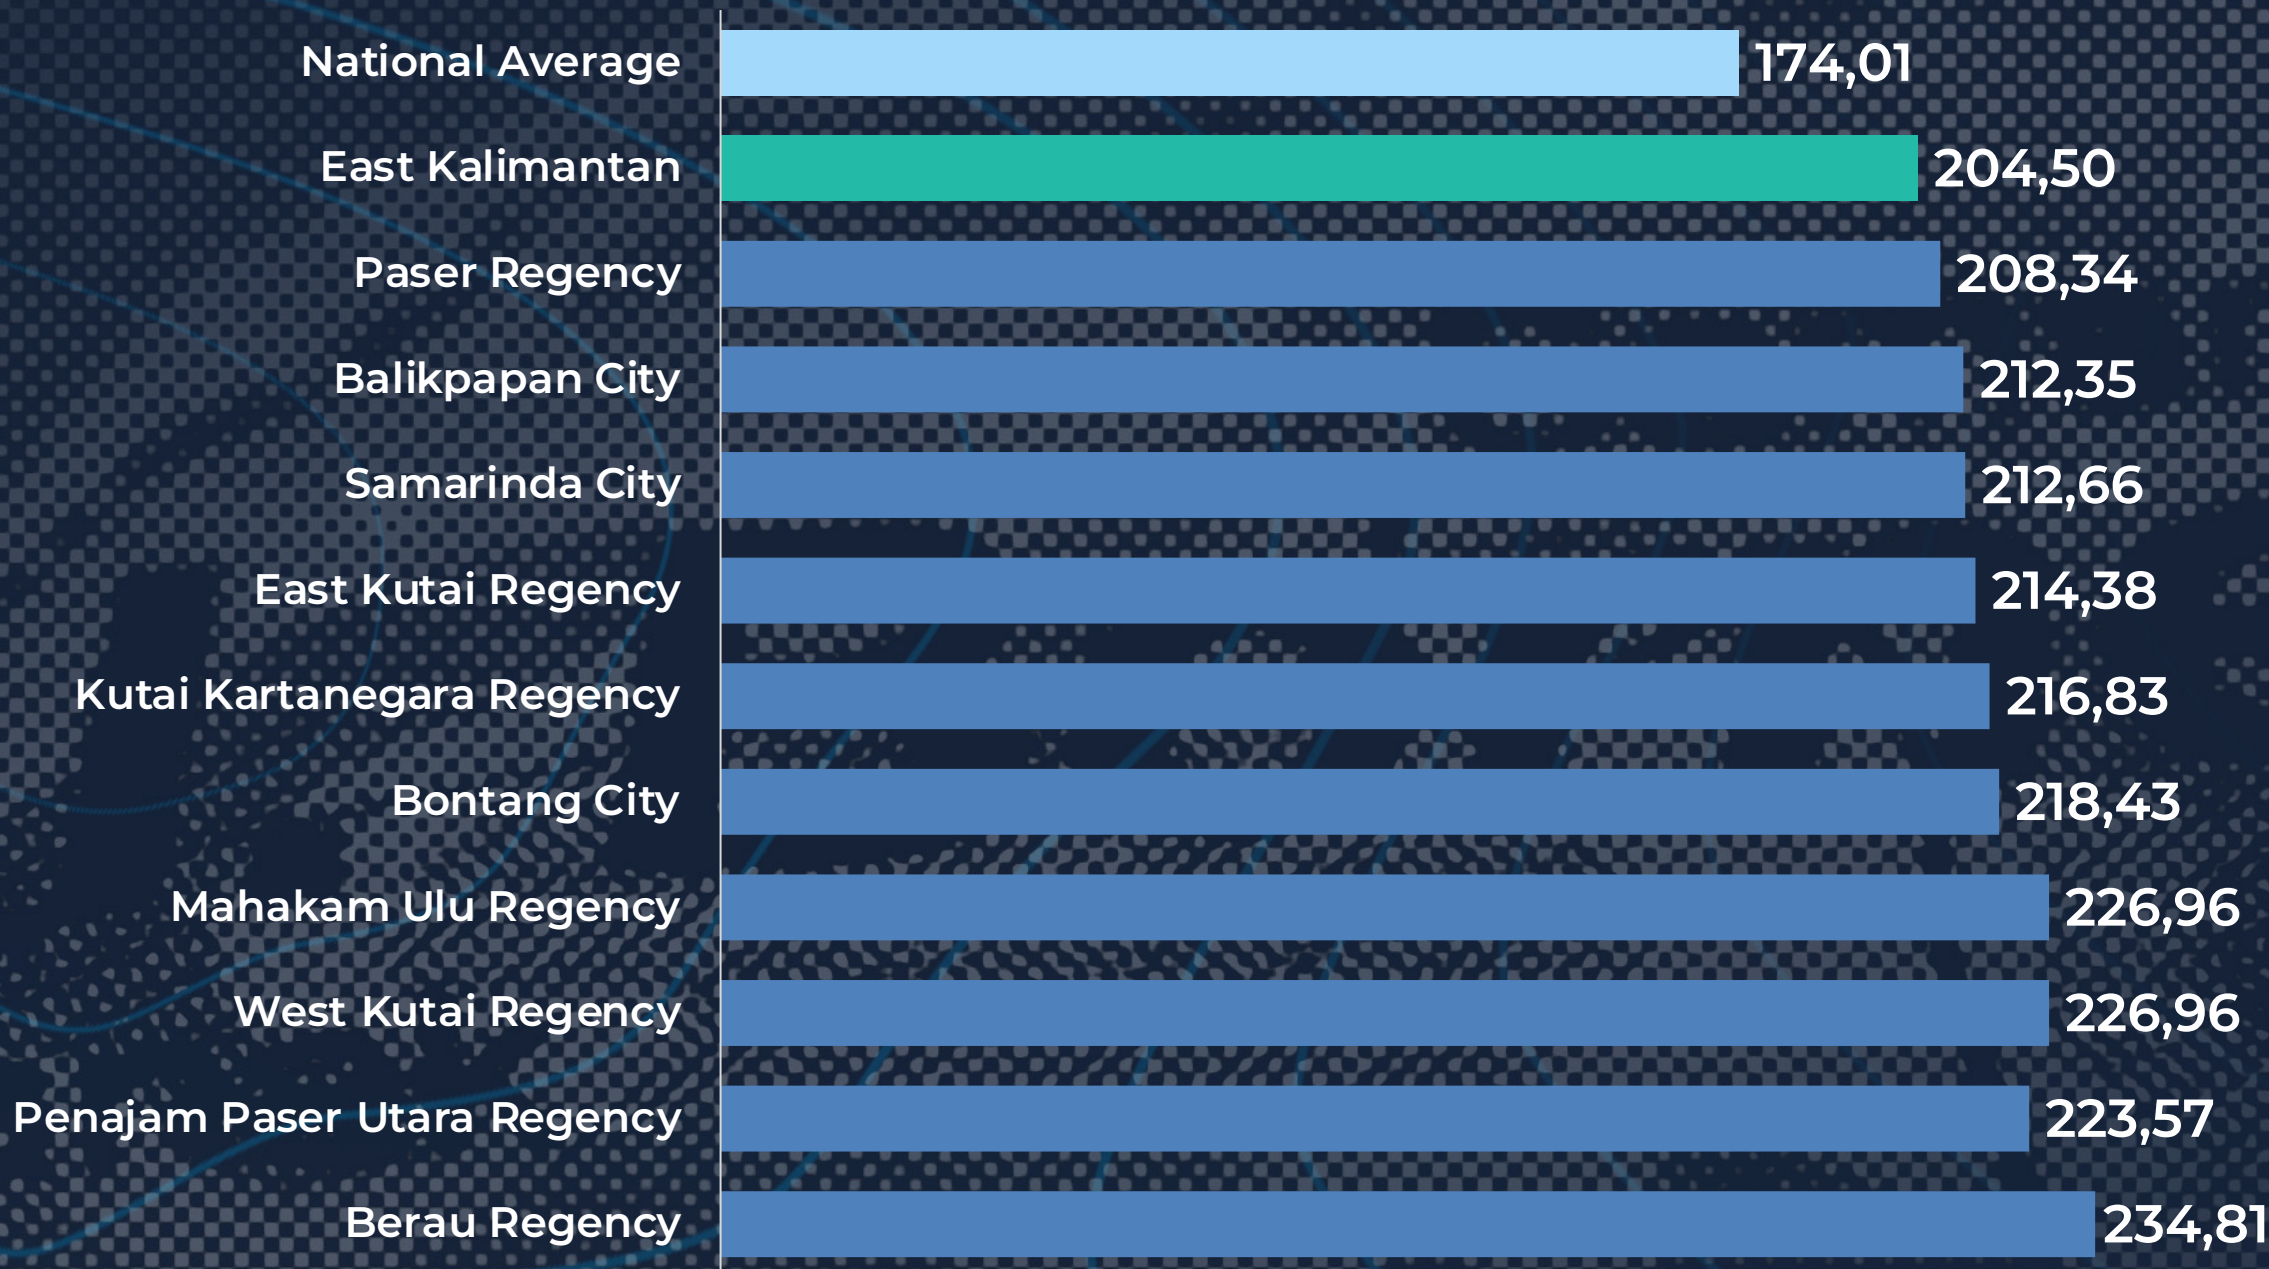 National Average 174,01
East Kalimantan 204,50
Paser Regency 208,34
Balikpapan City 212,35
Samarinda City 212,66
East Kutai Regency 214,38
Kutai Kartanegara Regency 216,83
Bontang City 218,43
Mahakam Ulu Regency 226,96
West Kutai Regency 226,96
Penajam Paser Utara Regency 223,57
Berau Regency 234,81